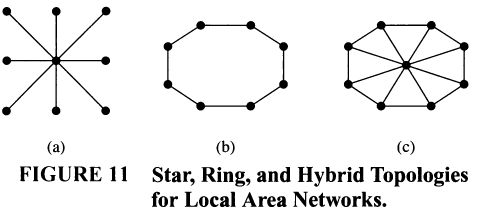 (a) (b) (c)
FIGURE 11 Star, Ring, and Hybrid Topologies
for Local Area Networks.